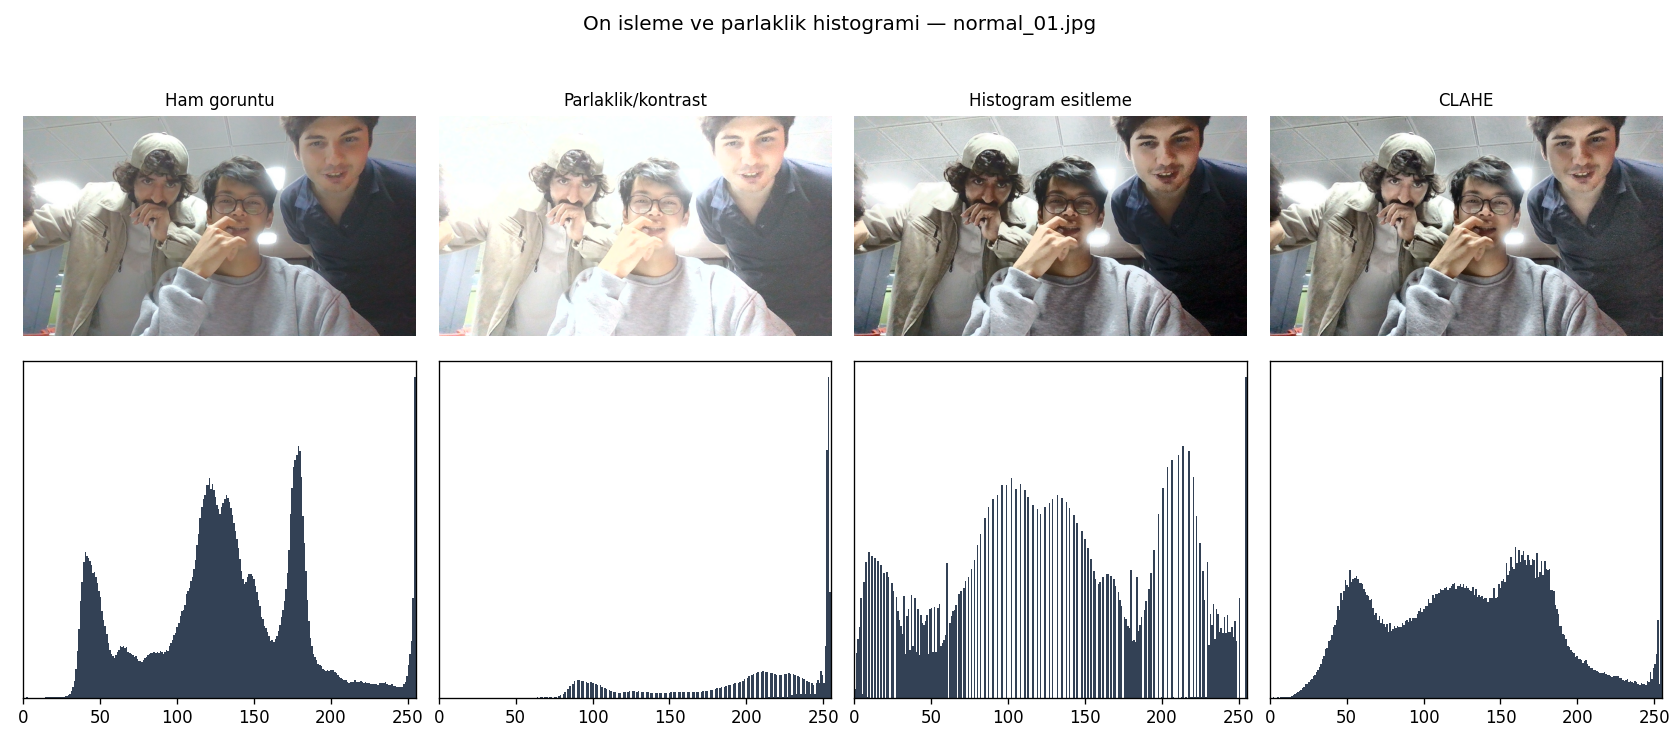 On isleme ve parlaklik histogrami — normal_01.jpg
Ham goruntu
Parlaklik/kontrast
Histogram esitleme
CLAHE
0 50 100 150 200 250
0 50 100 150 200 250
0 50 100 150 200 250
0 50 100 150 200 250